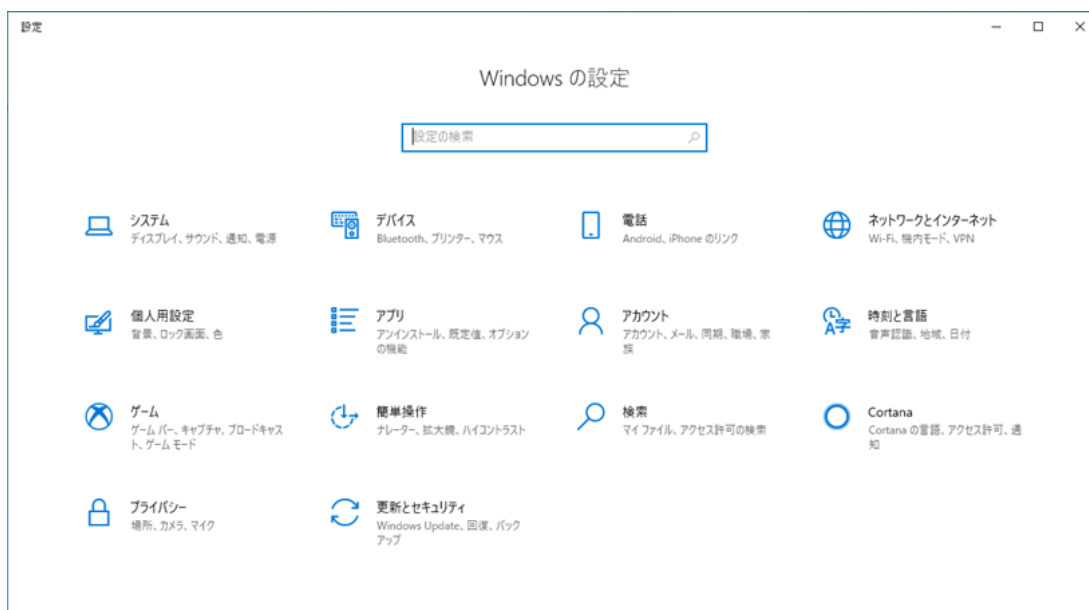 設定
Windows の設定
設定の検索
システム
ディスプレイ、サウンド、通知、電源
デバイス
Bluetooth、プリンター、マウス
電話
Android、iPhone のリンク
ネットワークとインターネット
Wi-Fi、機内モード、VPN
個人用設定
背景、ロック画面、色
アプリ
アンインストール、既定値、オプション
の機能
アカウント
アカウント、メール、同期、職場、家
族
時刻と言語
音声認識、地域、日付
ゲーム
ゲーム バー、キャプチャ、ブロードキャス
ト、ゲーム モード
簡単操作
ナレーター、拡大鏡、ハイコントラスト
検索
マイ ファイル、アクセス許可の検索
Cortana
Cortana の言語、アクセス許可、通
知
プライバシー
場所、カメラ、マイク
更新とセキュリティ
Windows Update、回復、バック
アップ